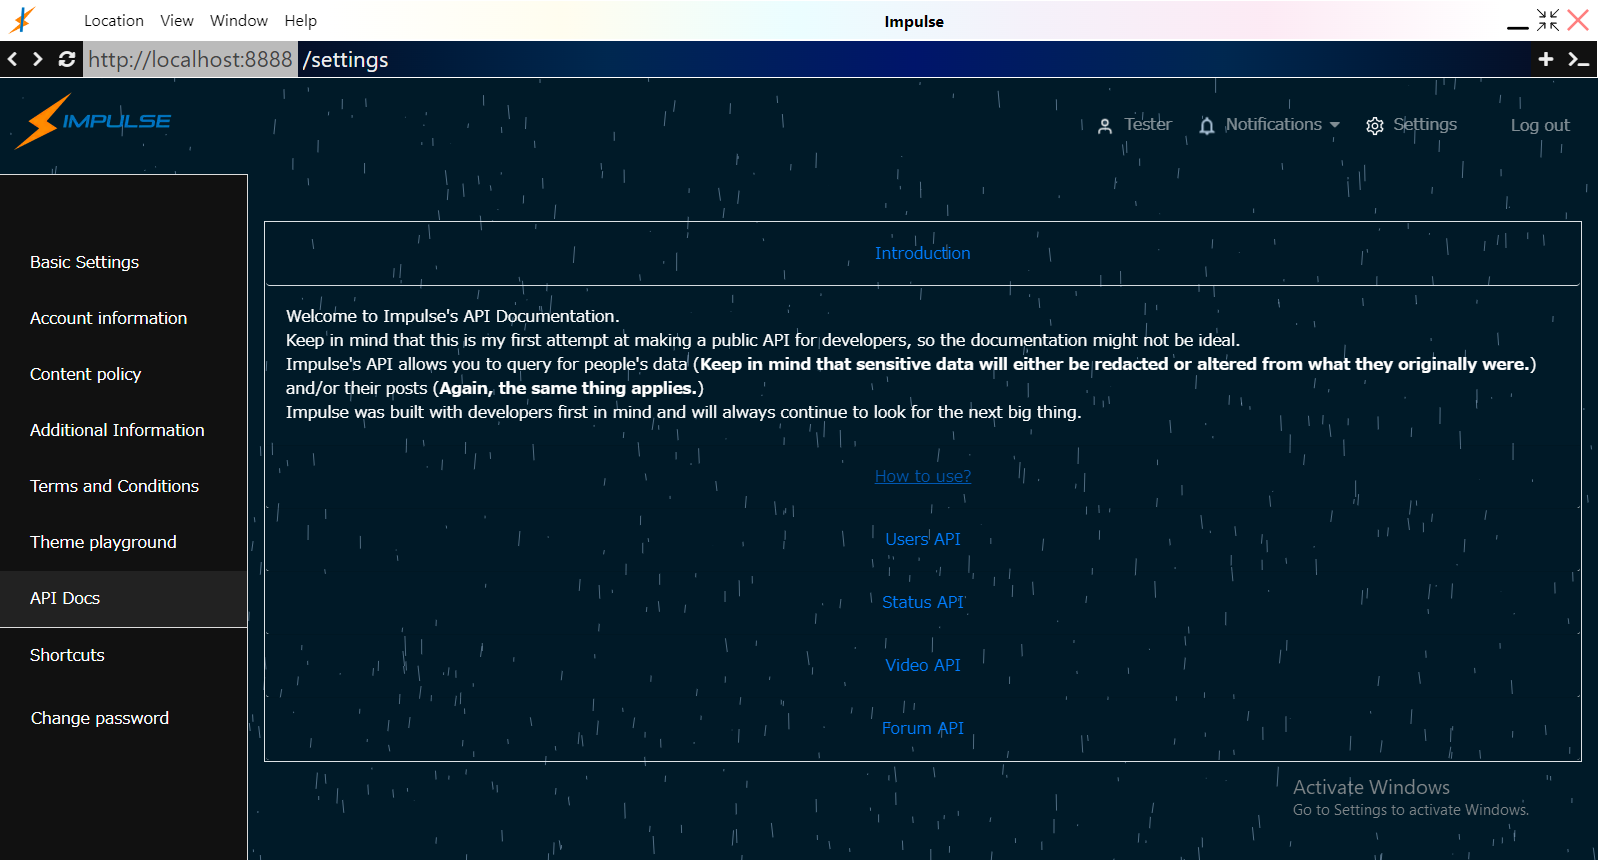 Location View Window Help
Impulse
http://localhost:8888 /settings
IMPULSE
Tester Notifications Settings Log out
Basic Settings
Account information
Content policy
Additional Information
Terms and Conditions
Theme playground
API Docs
Shortcuts
Change password
Introduction
Welcome to Impulse's API Documentation.
Keep in mind that this is my first attempt at making a public API for developers, so the documentation might not be ideal.
Impulse's API allows you to query for people's data (Keep in mind that sensitive data will either be redacted or altered from what they originally were.)
and/or their posts (Again, the same thing applies.)
Impulse was built with developers first in mind and will always continue to look for the next big thing.
How to use?
Users API
Status API
Video API
Forum API
Activate Windows
Go to Settings to activate Windows.